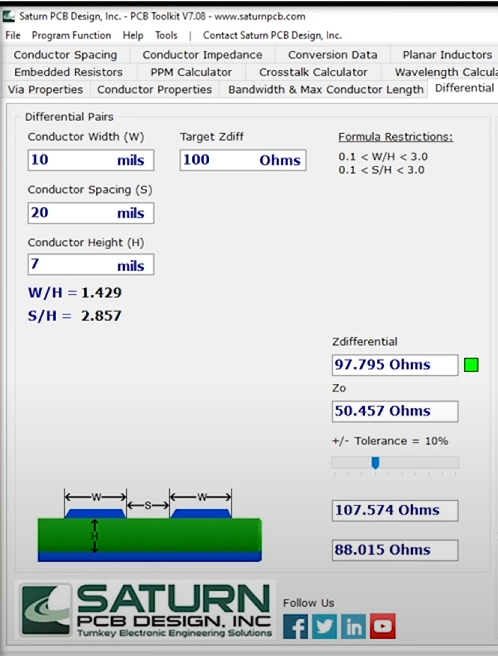 Saturn PCB Design, Inc. - PCB Toolkit V7.08 - www.saturnpcb.com
File Program Function Help Tools | Contact Saturn PCB Design, Inc.
Conductor Spacing Conductor Impedance Conversion Data Planar Inductors
Embedded Resistors PPM Calculator Crosstalk Calculator Wavelength Calcula
Via Properties Conductor Properties Bandwidth & Max Conductor Length Differential
Differential Pairs
Conductor Width (W) Target Zdiff Formula Restrictions:
10 mils 100 Ohms 0.1 < W/H < 3.0
0.1 < S/H < 3.0
Conductor Spacing (S)
20 mils
Conductor Height (H)
7 mils
W/H = 1.429
S/H = 2.857
Zdifferential
97.795 Ohms
Zo
50.457 Ohms
+/- Tolerance = 10%
W S W
H
107.574 Ohms
88.015 Ohms
SATURN
PCB DESIGN, INC
Turnkey Electronic Engineering Solutions
Follow Us
f in